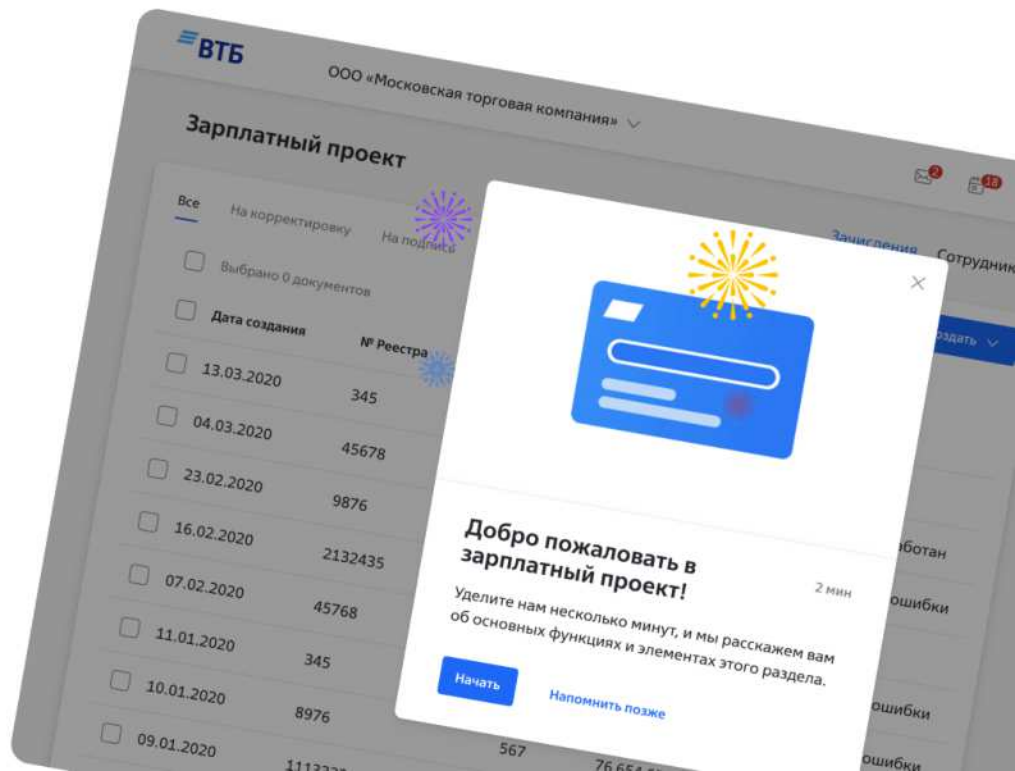 ВТБ
ООО «Московская торговая компания»
2
18
Зарплатный проект
Зачисления
Все
На корректировку
На подписи
Выбрано 0 документов
Дата создания
№ Реестра
13.03.2020
345
04.03.2020
45678
23.02.2020
9876
16.02.2020
2132435
07.02.2020
45768
11.01.2020
345
10.01.2020
8976
567
09.01.2020
ошибки
ошибки
ошибки
Добро пожаловать в
зарплатный проект!
2 мин
Уделите нам несколько минут, и мы расскажем вам
об основных функциях и элементах этого раздела.
Начать
Напомнить позже